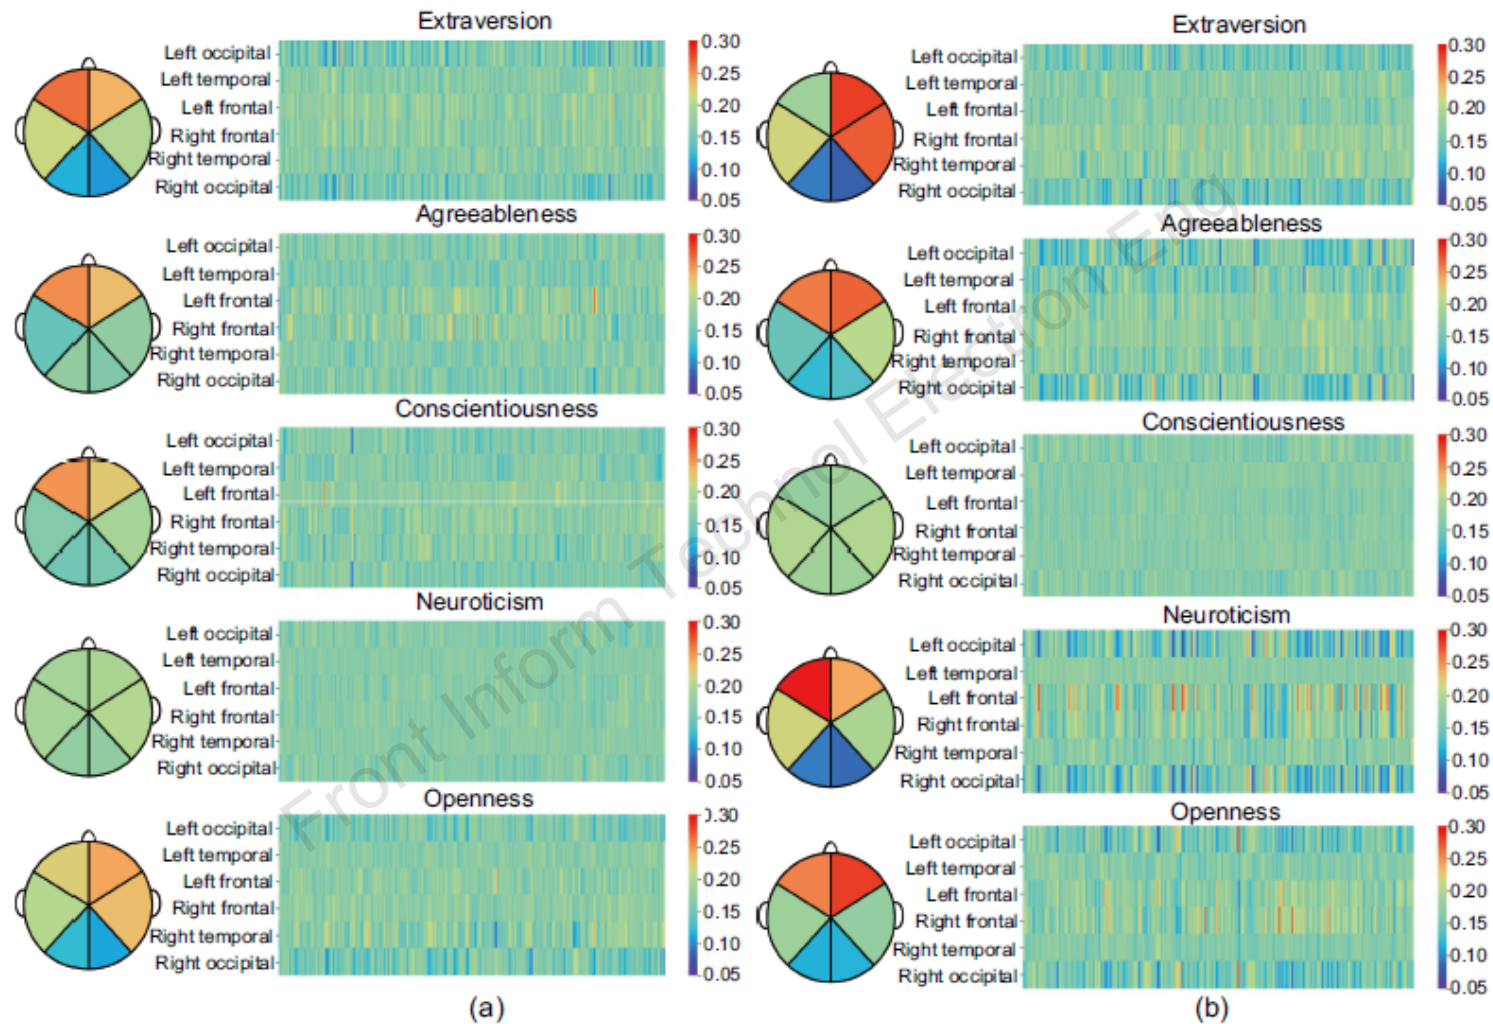 Extraversion
Left occipital
Left temporal
Left frontal
Right frontal
Right temporal
Right occipital
0.30
0.25
0.20
0.15
0.10
0.05
Agreeableness
Left occipital
Left temporal
Left frontal
Right frontal
Right temporal
Right occipital
0.30
0.25
0.20
0.15
0.10
0.05
Conscientiousness
Left occipital
Left temporal
Left frontal
Right frontal
Right temporal
Right occipital
0.30
0.25
0.20
0.15
0.10
0.05
Neuroticism
Left occipital
Left temporal
Left frontal
Right frontal
Right temporal
Right occipital
0.30
0.25
0.20
0.15
0.10
0.05
Openness
Left occipital
Left temporal
Left frontal
Right frontal
Right temporal
Right occipital
0.30
0.25
0.20
0.15
0.10
0.05
(a)
Extraversion
Left occipital
Left temporal
Left frontal
Right frontal
Right temporal
Right occipital
0.30
0.25
0.20
0.15
0.10
0.05
Agreeableness
Left occipital
Left temporal
Left frontal
Right frontal
Right temporal
Right occipital
0.30
0.25
0.20
0.15
0.10
0.05
Conscientiousness
Left occipital
Left temporal
Left frontal
Right frontal
Right temporal
Right occipital
0.30
0.25
0.20
0.15
0.10
0.05
Neuroticism
Left occipital
Left temporal
Left frontal
Right frontal
Right temporal
Right occipital
0.30
0.25
0.20
0.15
0.10
0.05
Openness
Left occipital
Left temporal
Left frontal
Right frontal
Right temporal
Right occipital
0.30
0.25
0.20
0.15
0.10
0.05
(b)
Front Inform Technol Electron Eng